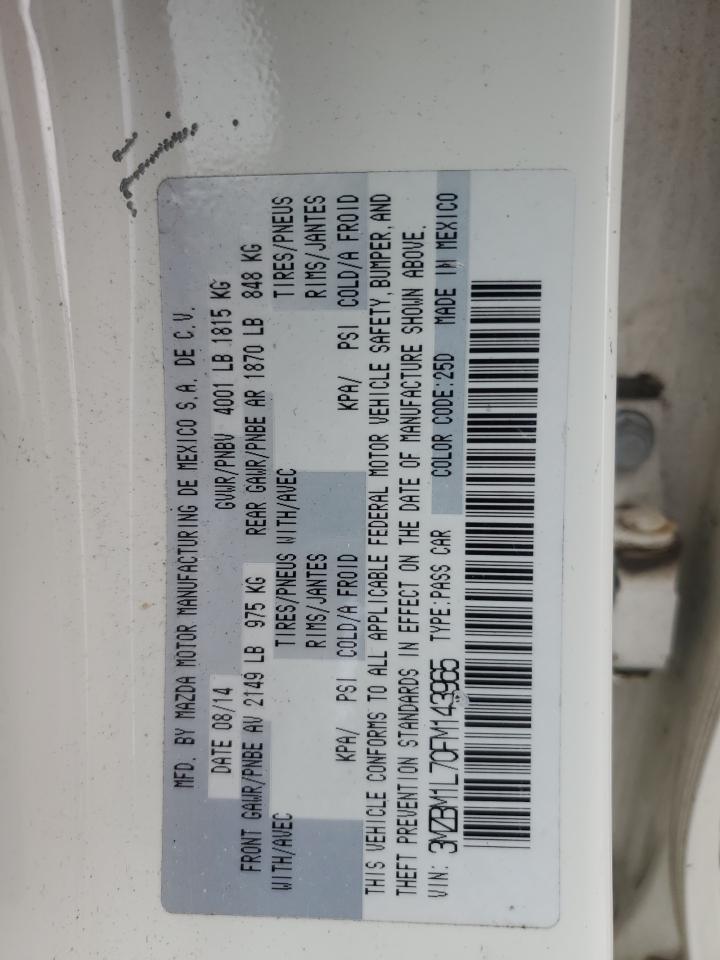 MFD. BY MAZDA MOTOR MANUFACTURING DE MEXICO S.A. DE C.V.
DATE 08/14 GVWR/PNBV 4001 LB 1815 KG
FRONT GAWR/PNBE AV 2149 LB 975 KG REAR GAWR/PNBE AR 1870 LB 848 KG
WITH/AVEC TIRES/PNEUS WITH/AVEC TIRES/PNEUS
RIMS/JANTES RIMS/JANTES
KPA/ PSI COLD/A FROID KPA/ PSI COLD/A FROID
THIS VEHICLE CONFORMS TO ALL APPLICABLE FEDERAL MOTOR VEHICLE SAFETY, BUMPER, AND
THEFT PREVENTION STANDARDS IN EFFECT ON THE DATE OF MANUFACTURE SHOWN ABOVE.
VIN: 3MZBM1L70FM143965 TYPE:PASS CAR COLOR CODE:25D MADE IN MEXICO